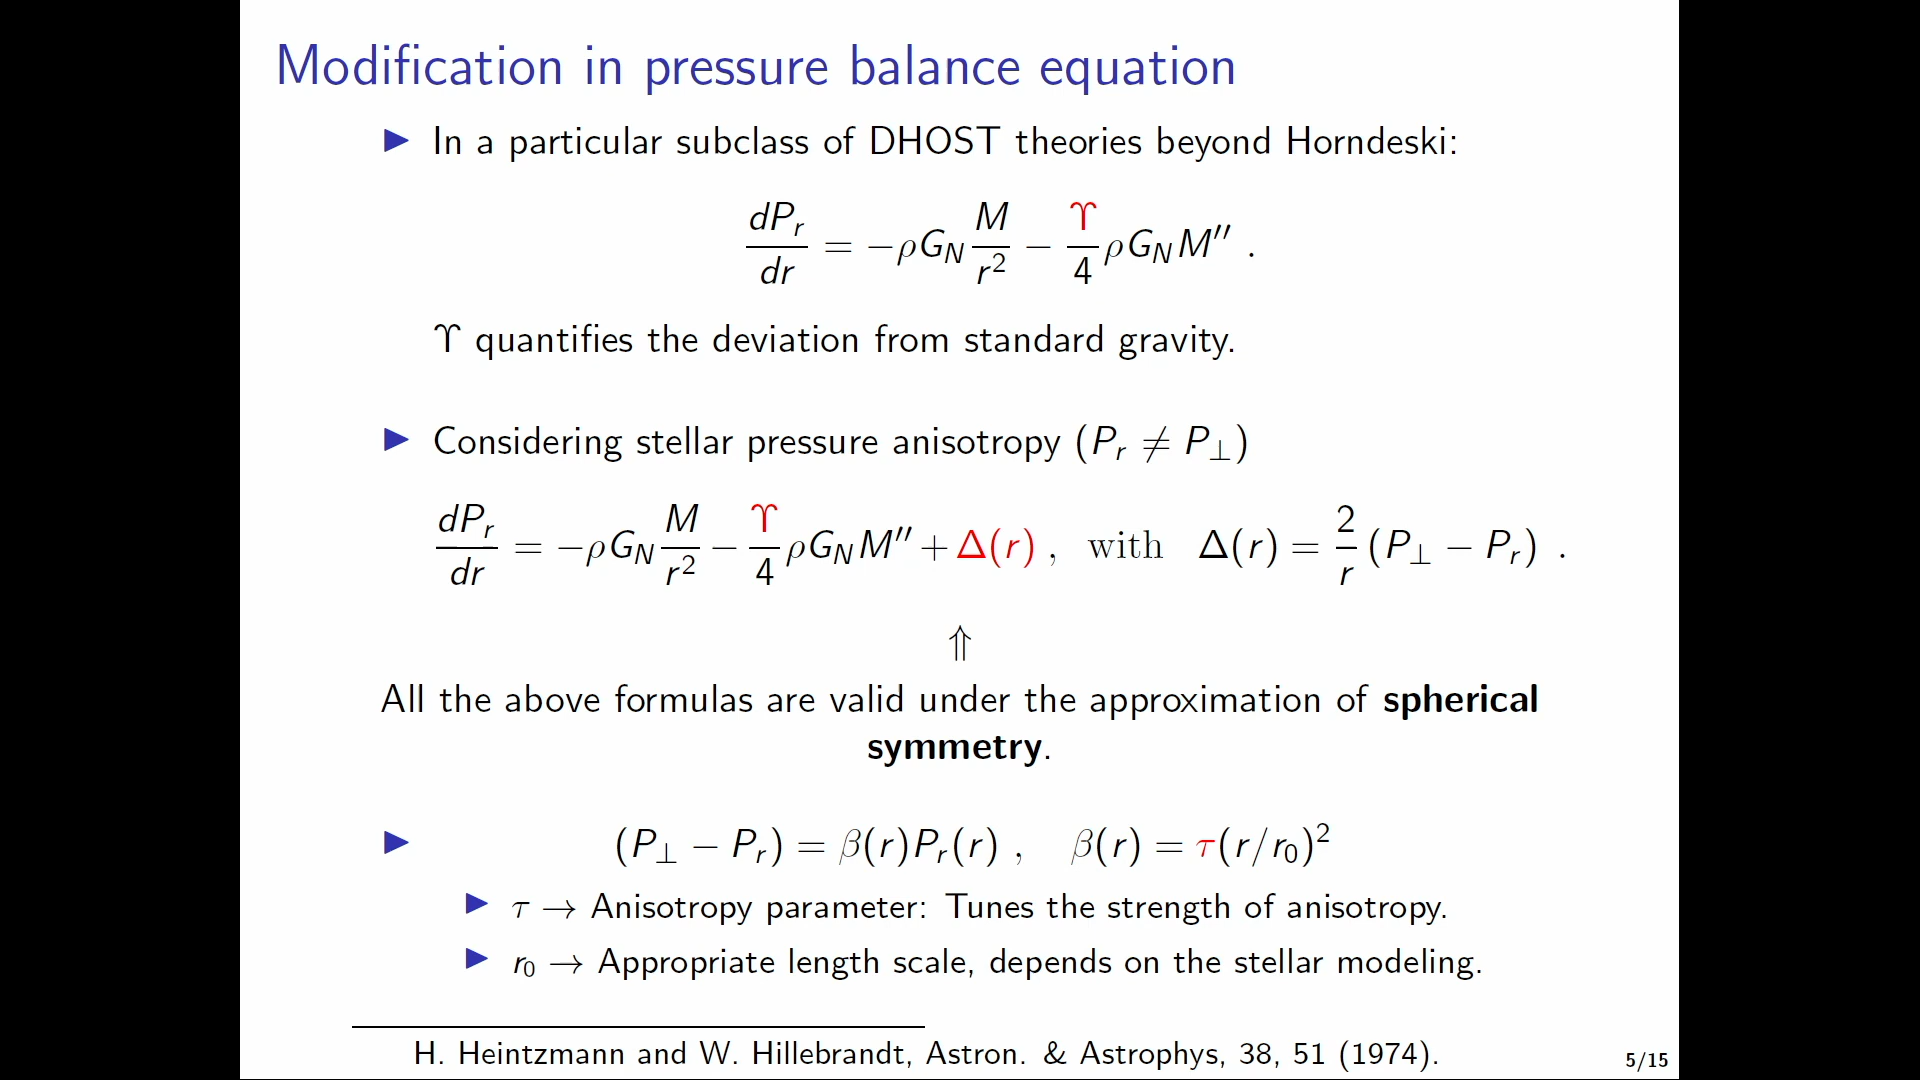 Modification in pressure balance equation
▶ In a particular subclass of DHOST theories beyond Horndeski:
dP_r/dr = −ρG_N M/r² − ϒ/4 ρG_N M″ .
ϒ quantifies the deviation from standard gravity.
▶ Considering stellar pressure anisotropy (P_r ≠ P_⊥)
dP_r/dr = −ρG_N M/r² − ϒ/4 ρG_N M″ + Δ(r) , with Δ(r) = 2/r (P_⊥ − P_r) .
⇑
All the above formulas are valid under the approximation of spherical
symmetry.
▶ (P_⊥ − P_r) = β(r)P_r(r) , β(r) = τ(r/r_0)²
▶ τ → Anisotropy parameter: Tunes the strength of anisotropy.
▶ r_0 → Appropriate length scale, depends on the stellar modeling.
H. Heintzmann and W. Hillebrandt, Astron. & Astrophys, 38, 51 (1974).
5/15